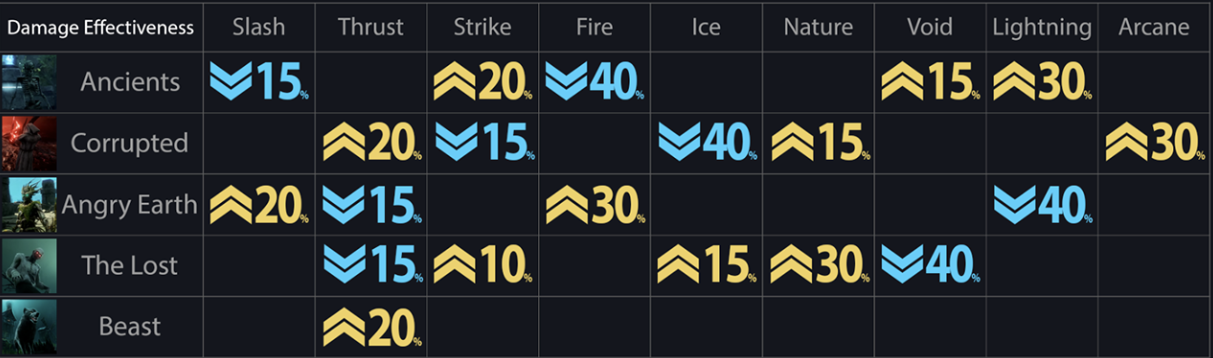 Damage Effectiveness Slash Thrust Strike Fire Ice Nature Void Lightning Arcane
Ancients 15% 20% 40% 15% 30%
Corrupted 20% 15% 40% 15% 30%
Angry Earth 20% 15% 30% 40%
The Lost 15% 10% 15% 30% 40%
Beast 20%